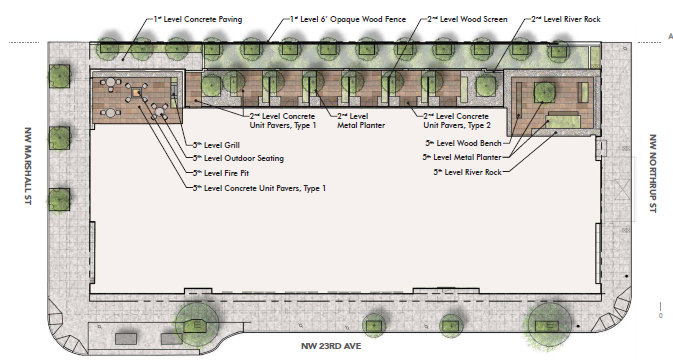 1st Level Concrete Paving
1st Level 6' Opaque Wood Fence
2nd Level Wood Screen
2nd Level River Rock
A
2nd Level Concrete
Unit Pavers, Type 1
2nd Level
Metal Planter
2nd Level Concrete
Unit Pavers, Type 2
5th Level Grill
5th Level Outdoor Seating
5th Level Fire Pit
5th Level Concrete Unit Pavers, Type 1
5th Level Wood Bench
5th Level Metal Planter
5th Level River Rock
NW MARSHALL ST
NW NORTHRUP ST
0
NW 23RD AVE